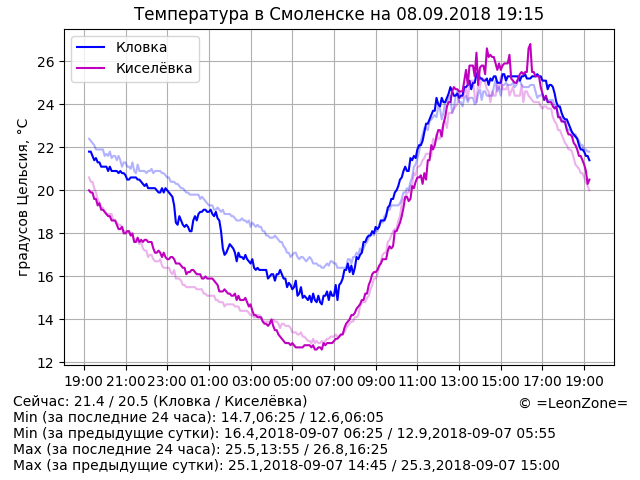 Температура в Смоленске на 08.09.2018 19:15
Кловка
Киселёвка
градусов Цельсия, °C
26
24
22
20
18
16
14
12
19:00 21:00 23:00 01:00 03:00 05:00 07:00 09:00 11:00 13:00 15:00 17:00 19:00
Сейчас: 21.4 / 20.5 (Кловка / Киселёвка)
© =LeonZone=
Min (за последние 24 часа): 14.7,06:25 / 12.6,06:05
Min (за предыдущие сутки): 16.4,2018-09-07 06:25 / 12.9,2018-09-07 05:55
Max (за последние 24 часа): 25.5,13:55 / 26.8,16:25
Max (за предыдущие сутки): 25.1,2018-09-07 14:45 / 25.3,2018-09-07 15:00